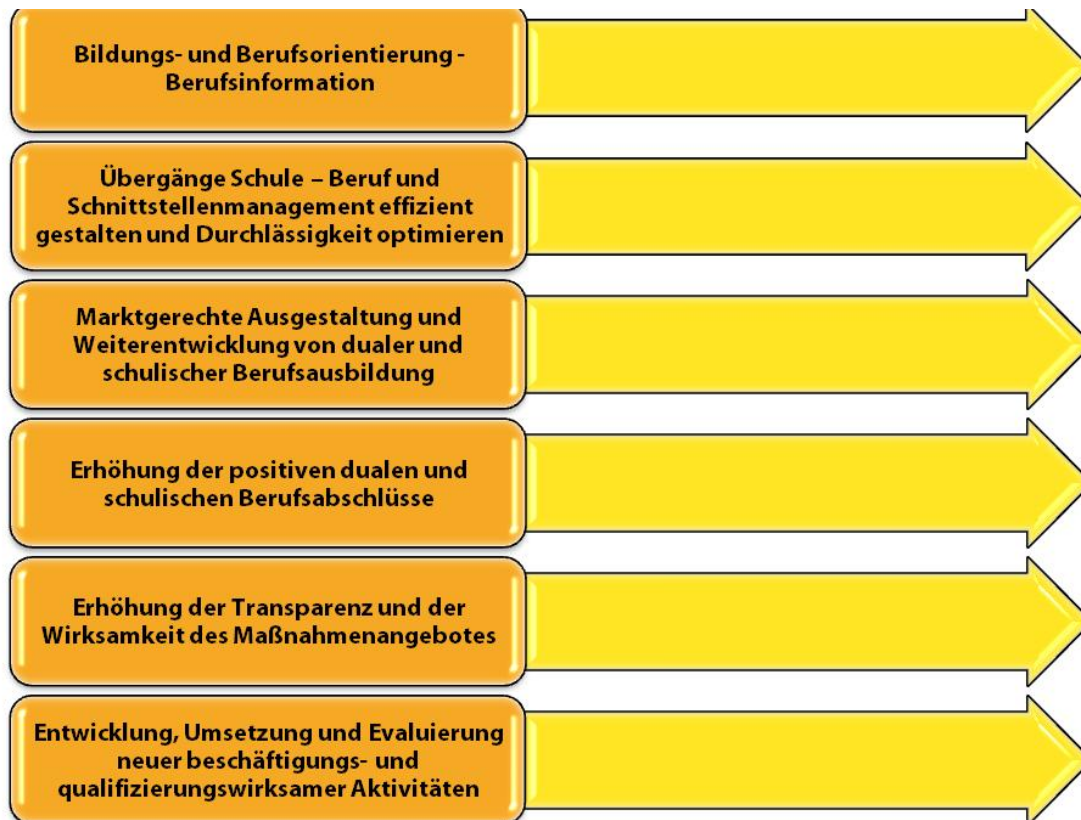 Bildungs- und Berufsorientierung -
Berufsinformation
Übergänge Schule – Beruf und
Schnittstellenmanagement effizient
gestalten und Durchlässigkeit optimieren
Marktgerechte Ausgestaltung und
Weiterentwicklung von dualer und
schulischer Berufsausbildung
Erhöhung der positiven dualen und
schulischen Berufsabschlüsse
Erhöhung der Transparenz und der
Wirksamkeit des Maßnahmenangebotes
Entwicklung, Umsetzung und Evaluierung
neuer beschäftigungs- und
qualifizierungswirksamer Aktivitäten